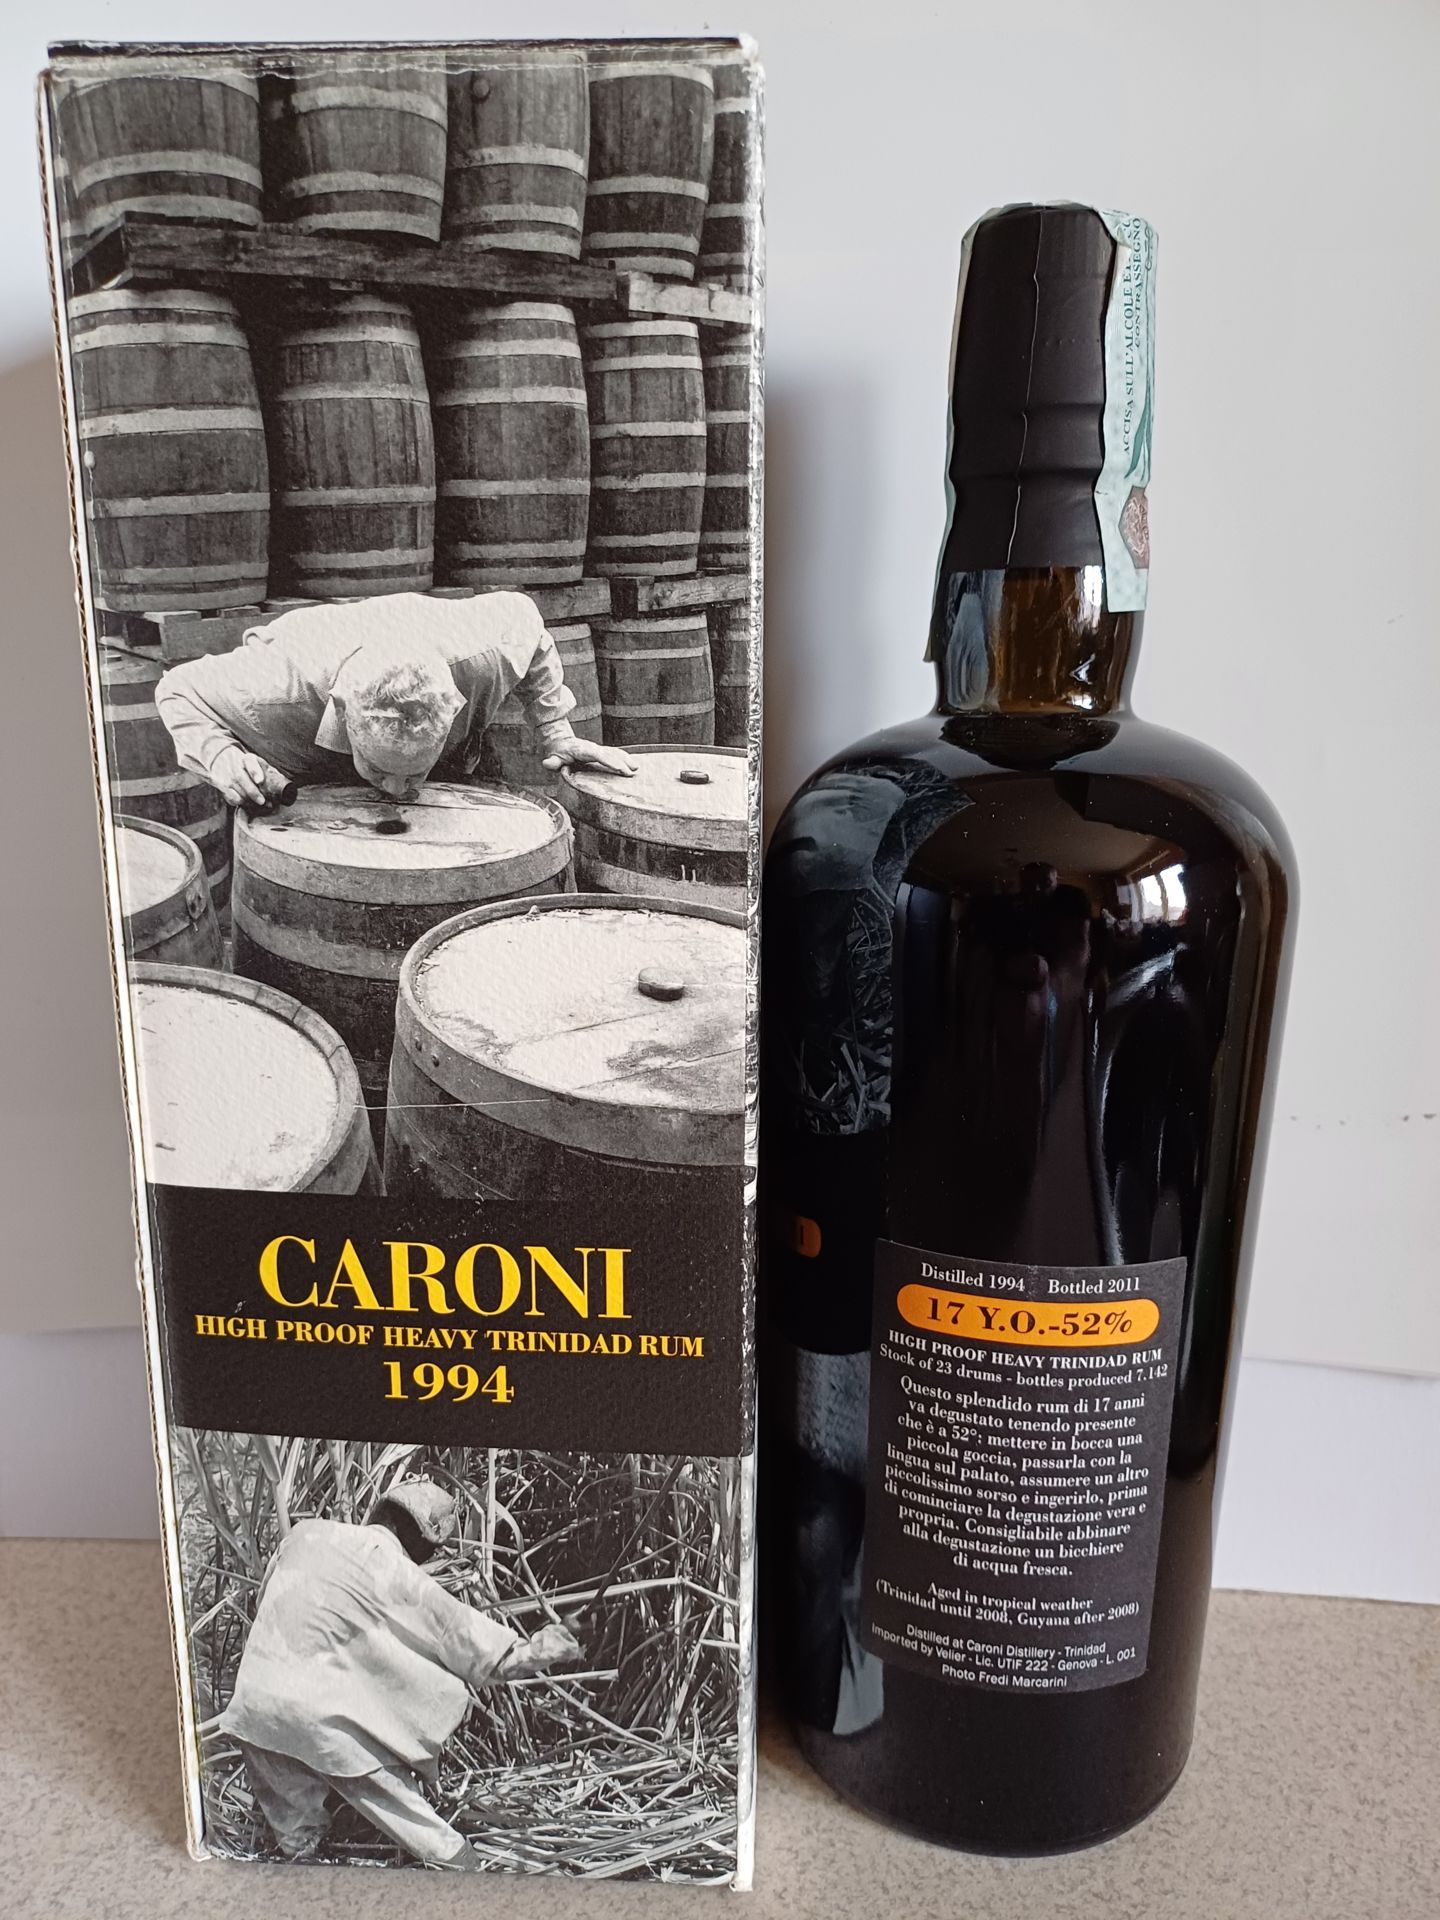 CARONI
HIGH PROOF HEAVY TRINIDAD RUM
1994
ACCISA SULL'ALCOLE
CONTRASSEGNO
Distilled 1994 Bottled 2011
17 Y.O.-52%
HIGH PROOF HEAVY TRINIDAD RUM
Stock of 23 drums - bottles produced 7.142
Questo splendido rum di 17 anni
va degustato tenendo presente
che è a 52°: mettere in bocca una
piccola goccia, passarla con la
lingua sul palato, assumere un altro
piccolissimo sorso e ingerirlo, prima
di cominciare la degustazione vera e
propria. Consigliabile abbinare
alla degustazione un bicchiere
di acqua fresca.
Aged in tropical weather
(Trinidad until 2008, Guyana after 2008)
Distilled at Caroni Distillery - Trinidad
Imported by Velier - Lic. UTIF 222 - Genova - L. 001
Photo Fredi Marcarini